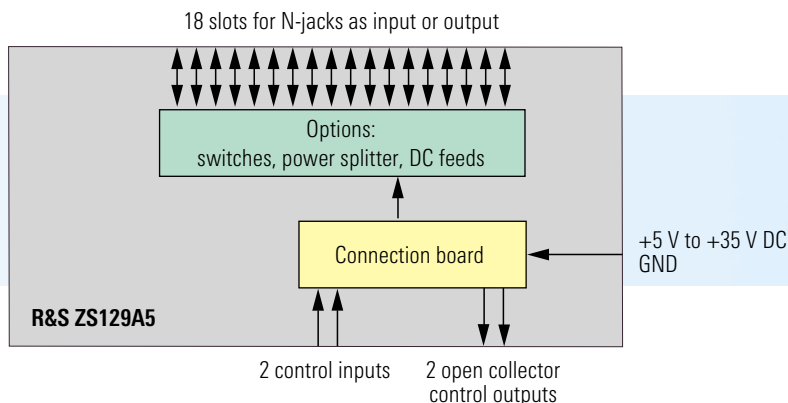 18 slots for N-jacks as input or output
Options:
switches, power splitter, DC feeds
Connection board
+5 V to +35 V DC
GND
R&S ZS129A5
2 control inputs
2 open collector
control outputs